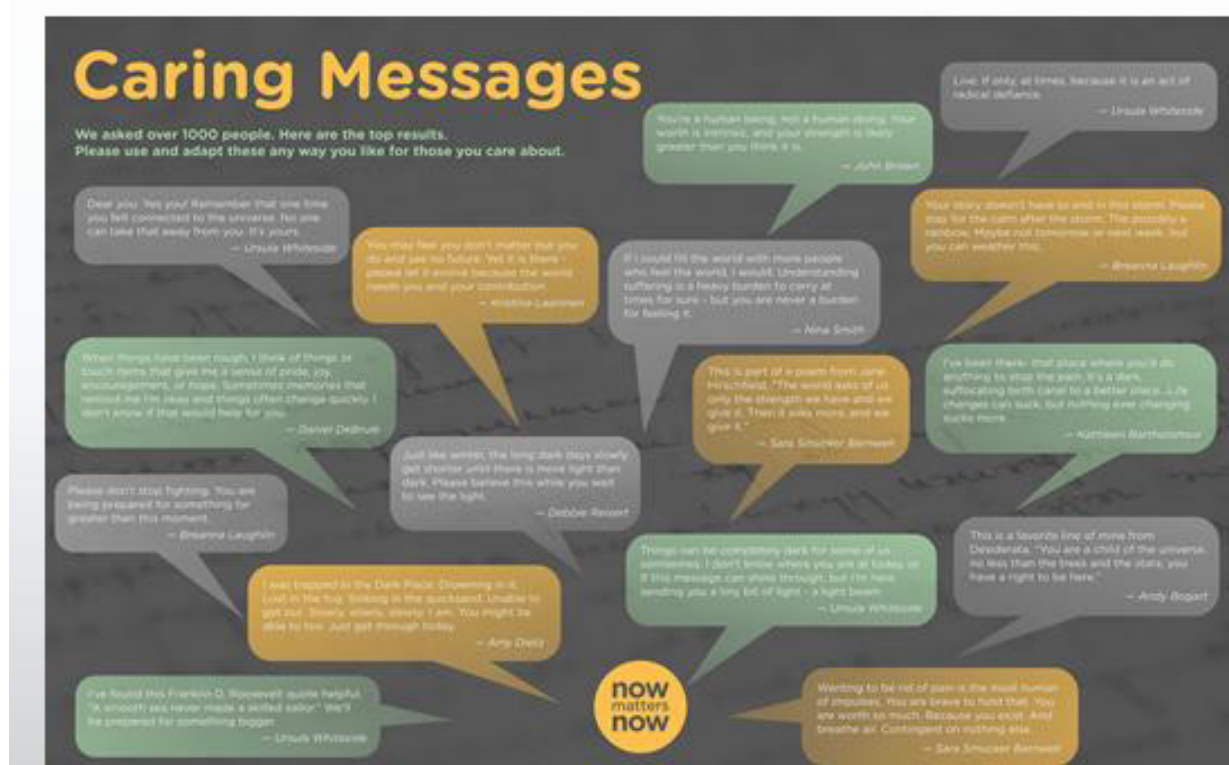 Caring Messages
We asked over 1000 people. Here are the top results.
Please use and adapt these any way you like for those you care about.
Live. If only, at times, because it is an act of
radical defiance.
— Ursula Whiteside
You're a human being, not a human doing. Your
worth is intrinsic, and your strength is likely
greater than you think it is.
— John Brown
Dear you. Yes you! Remember that one time
you felt connected to the universe. No one
can take that away from you. It's yours.
— Ursula Whiteside
Your story doesn't have to end in this storm. Please
stay for the calm after the storm. The possibly a
rainbow. Maybe not tomorrow or next week, but
you can weather this.
— Breanna Laughlin
You may feel you don't matter but you
do and see no future. Yet it is there -
please let it evolve because the world
needs you and your contribution.
— Kristina
If I could fill the world with more people
who feel the world, I would. Understanding
suffering is a heavy burden to carry at
times for sure - but you are never a burden
for feeling it.
— Nina Smith
When things have been rough, I think of things or
touch items that give me a sense of pride, joy,
encouragement, or hope. Sometimes memories that
remind me I'm okay and things often change quickly. I
don't know if that would help for you.
— Daniel DeBrule
This is part of a poem from Jane
Hirschfield, "The world asks of us
only the strength we have and we
give it. Then it asks more, and we
give it."
— Sara Smucker Barnwell
I've been there- that place where you'd do
anything to stop the pain. It's a dark,
suffocating birth canal to a better place. Life
changes can suck, but nothing ever changing
sucks more.
— Kathleen Bartholomew
Just like winter, the long dark days slowly
get shorter until there is more light than
dark. Please believe this while you wait
to see the light.
— Debbie Reisert
Please don't stop fighting. You are
being prepared for something far
greater than this moment.
— Breanna Laughlin
This is a favorite line of mine from
Desiderata, "You are a child of the universe,
no less than the trees and the stars; you
have a right to be here."
— Andy Bogart
Things can be completely dark for some of us
sometimes. I don't know where you are at today, or
if this message can shine through, but I'm here
sending you a tiny bit of light - a light beam.
— Ursula Whiteside
I was trapped in the Dark Place. Drowning in it.
Lost in the fog. Sinking in the quicksand. Unable to
get out. Slowly, slowly, slowly, I am. You might be
able to too. Just get through today.
— Amy Dietz
I've found this Franklin D. Roosevelt quote helpful.
"A smooth sea never made a skilled sailor." We'll
be prepared for something bigger.
— Ursula Whiteside
now
matters
now
Wanting to be rid of pain is the most human
of impulses. You are brave to hold that. You
are worth so much. Because you exist. And
breathe air. Contingent on nothing else.
— Sara Smucker Barnwell